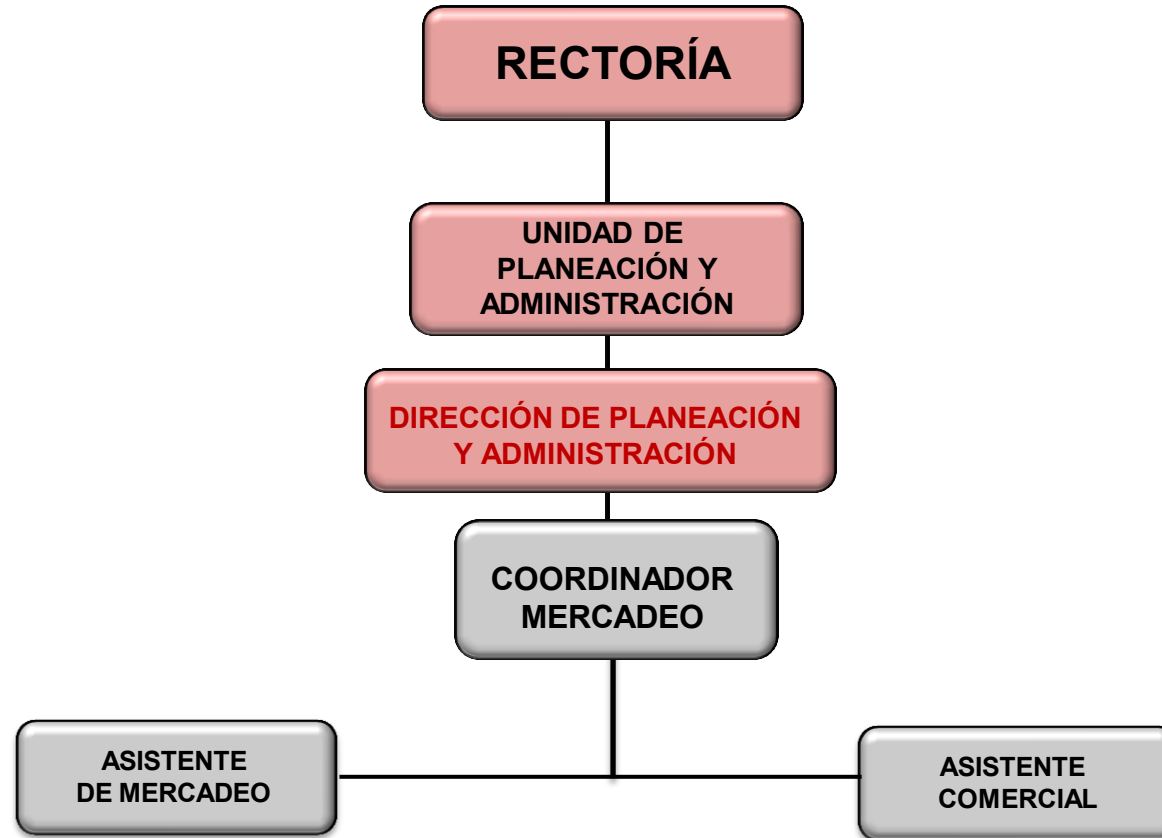 RECTORÍA
UNIDAD DE
PLANEACIÓN Y
ADMINISTRACIÓN
DIRECCIÓN DE PLANEACIÓN
Y ADMINISTRACIÓN
COORDINADOR
MERCADEO
ASISTENTE
DE MERCADEO
ASISTENTE
COMERCIAL